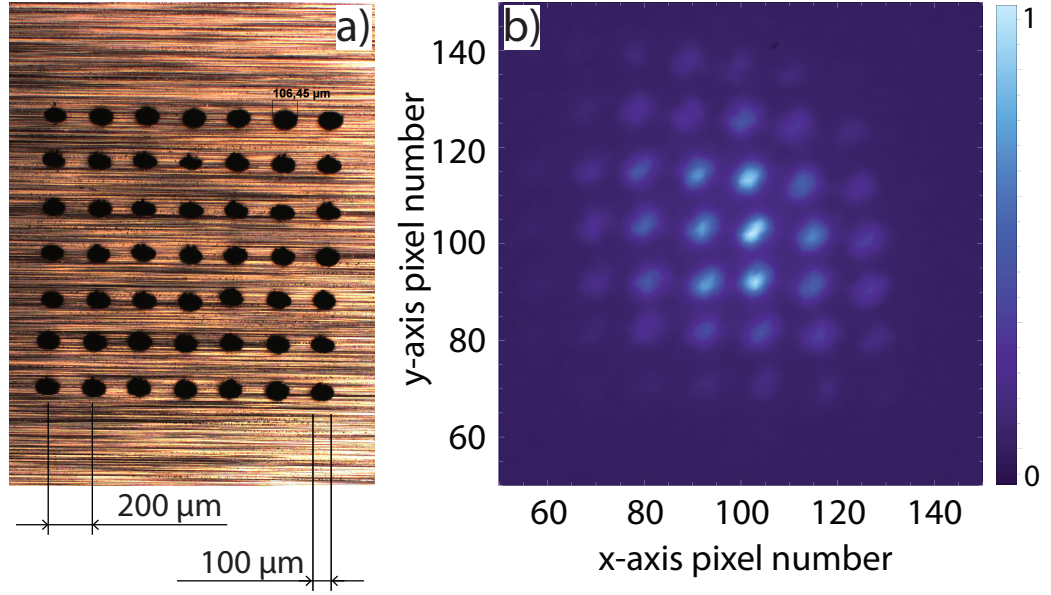 a)
106,45 µm
200 µm
100 µm
b)
y-axis pixel number
140
120
100
80
60
60 80 100 120 140
x-axis pixel number
1
0